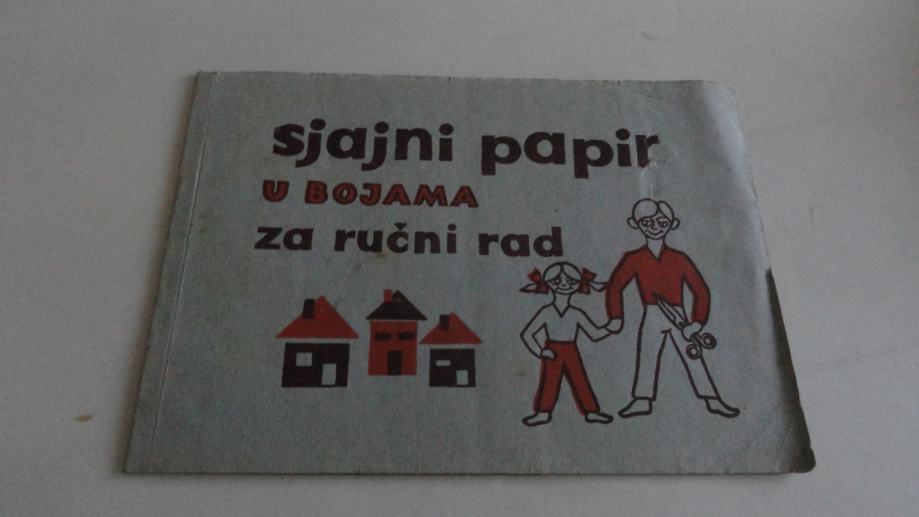 sjajni papir
U BOJAMA
za ručni rad